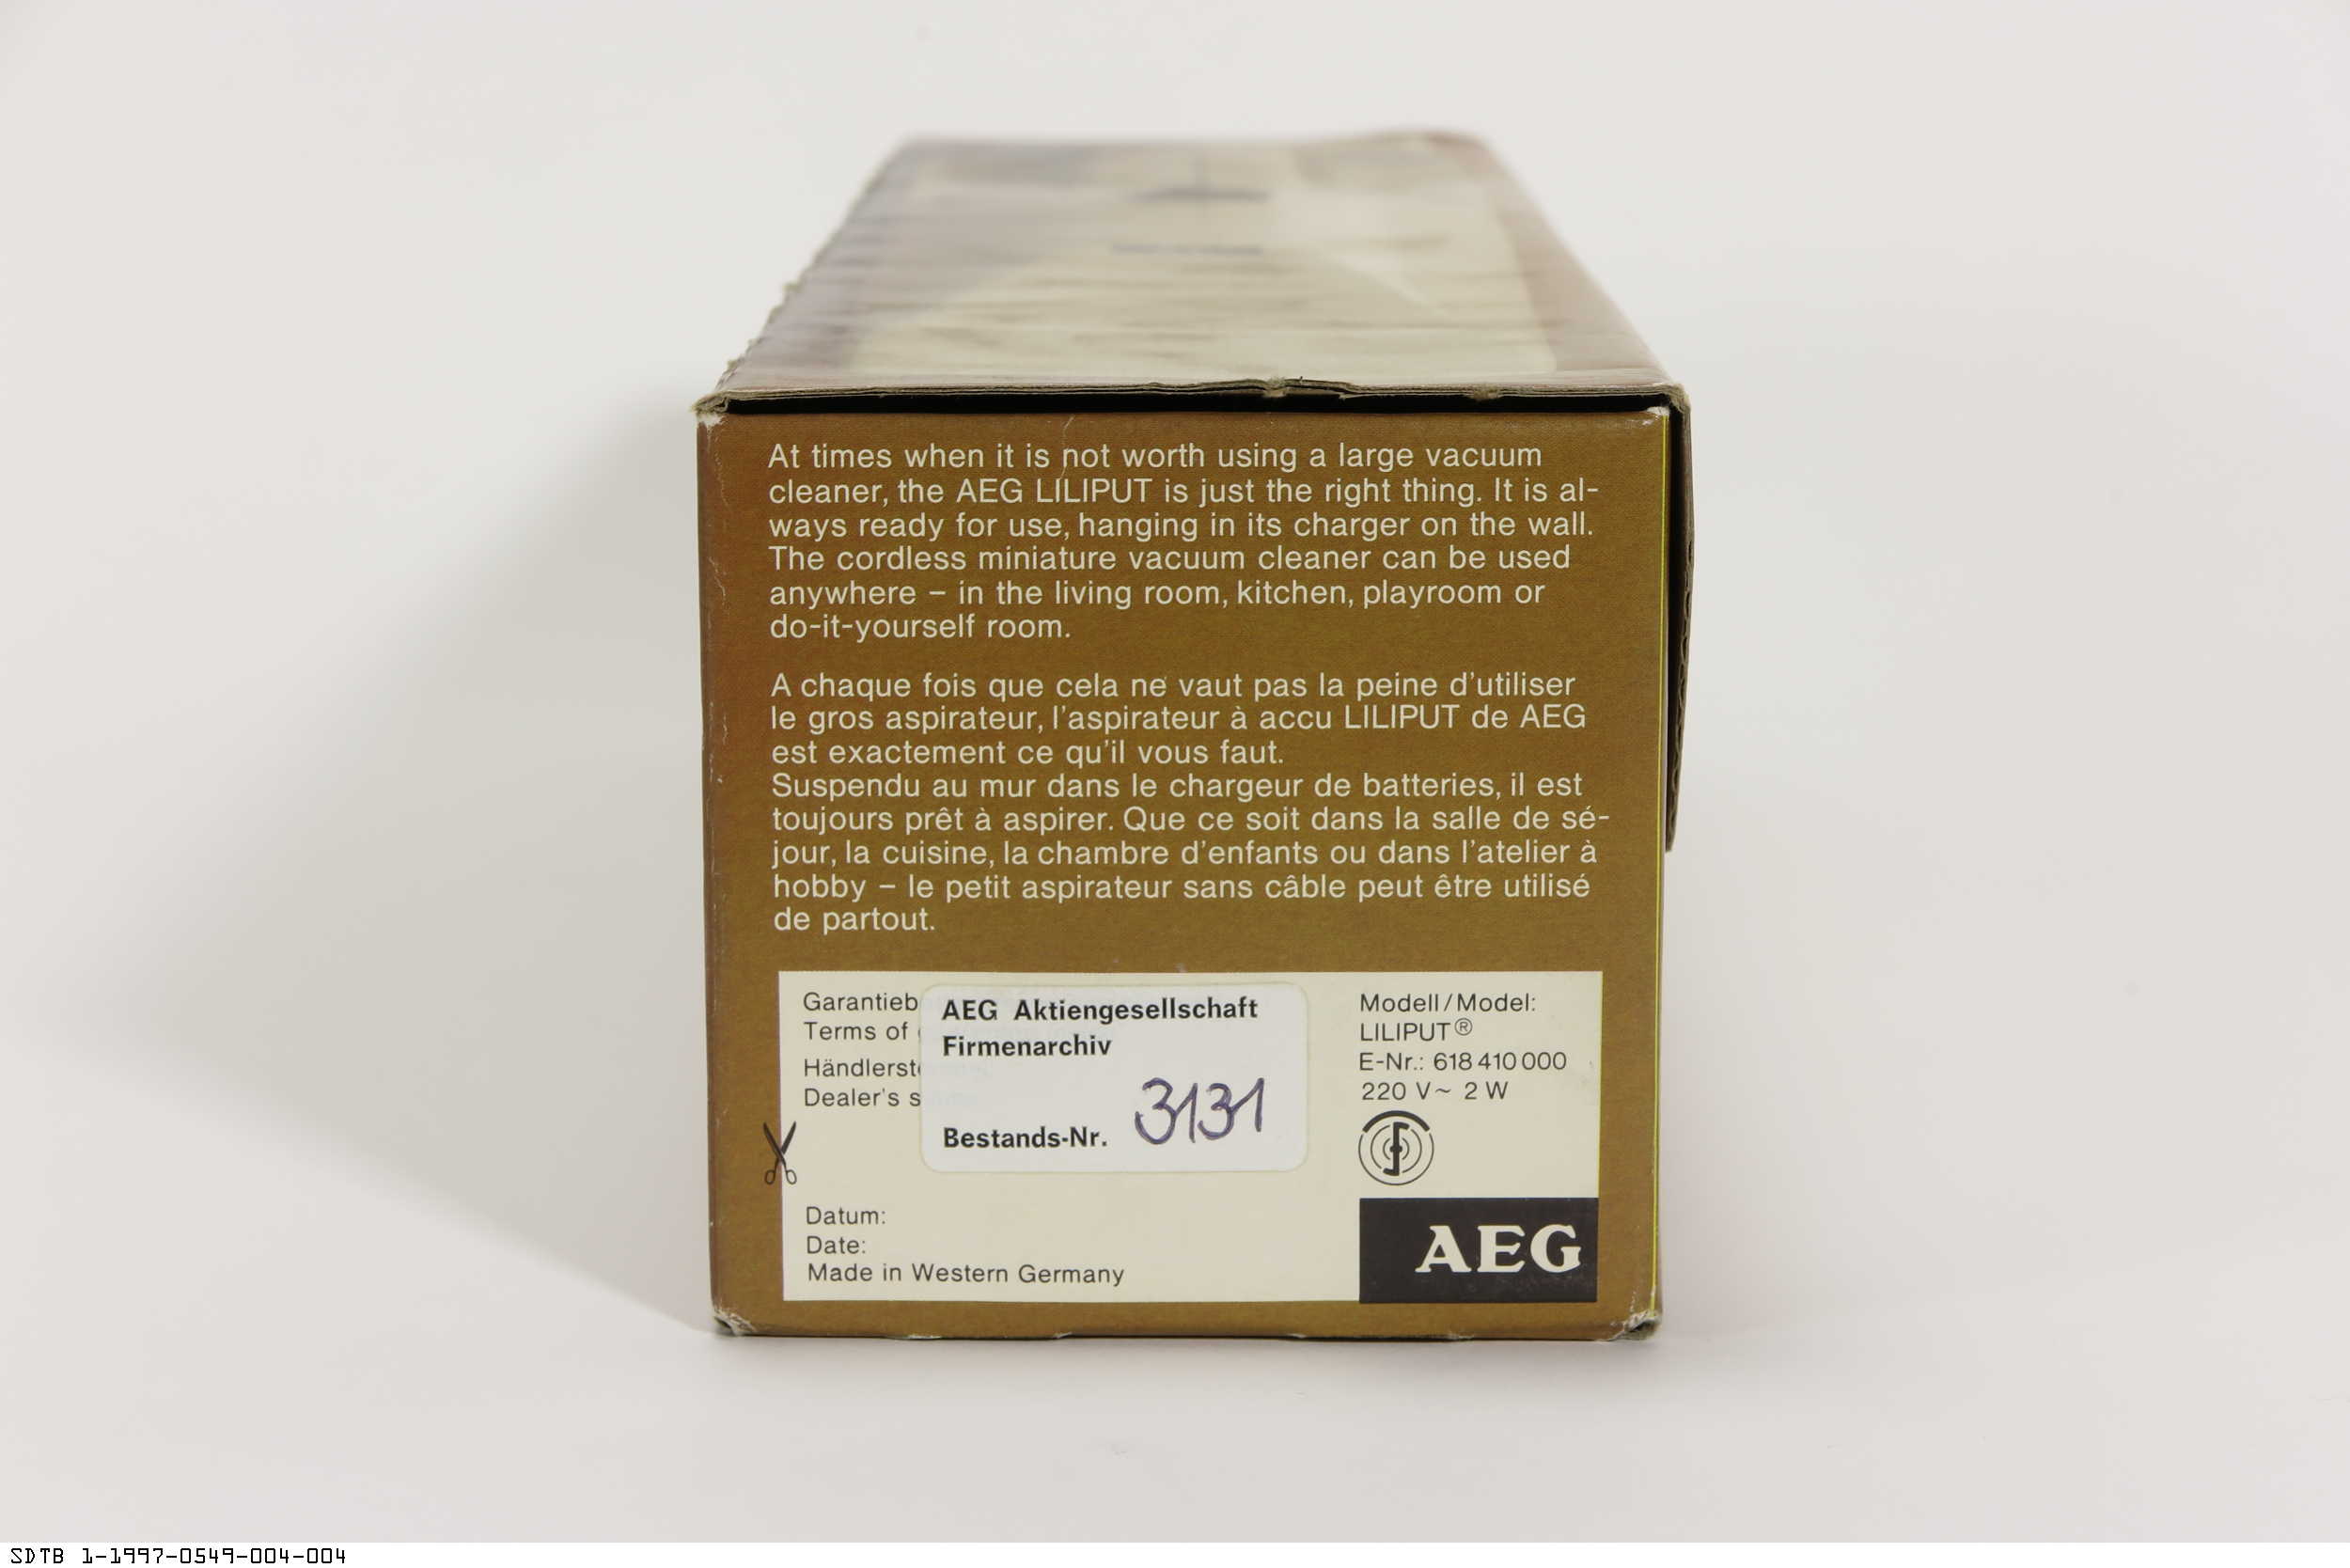 At times when it is not worth using a large vacuum
cleaner, the AEG LILIPUT is just the right thing. It is al-
ways ready for use, hanging in its charger on the wall.
The cordless miniature vacuum cleaner can be used
anywhere – in the living room, kitchen, playroom or
do-it-yourself room.
A chaque fois que cela ne vaut pas la peine d'utiliser
le gros aspirateur, l'aspirateur à accu LILIPUT de AEG
est exactement ce qu'il vous faut.
Suspendu au mur dans le chargeur de batteries, il est
toujours prêt à aspirer. Que ce soit dans la salle de sé-
jour, la cuisine, la chambre d'enfants ou dans l'atelier à
hobby – le petit aspirateur sans câble peut être utilisé
de partout.
Garantieb
Terms of
Händlerst
Dealer's s
AEG Aktiengesellschaft
Firmenarchiv
Bestands-Nr. 3131
Datum:
Date:
Made in Western Germany
Modell/Model:
LILIPUT®
E-Nr.: 618 410 000
220 V~ 2 W
AEG
SDTB 1-1997-0549-004-004